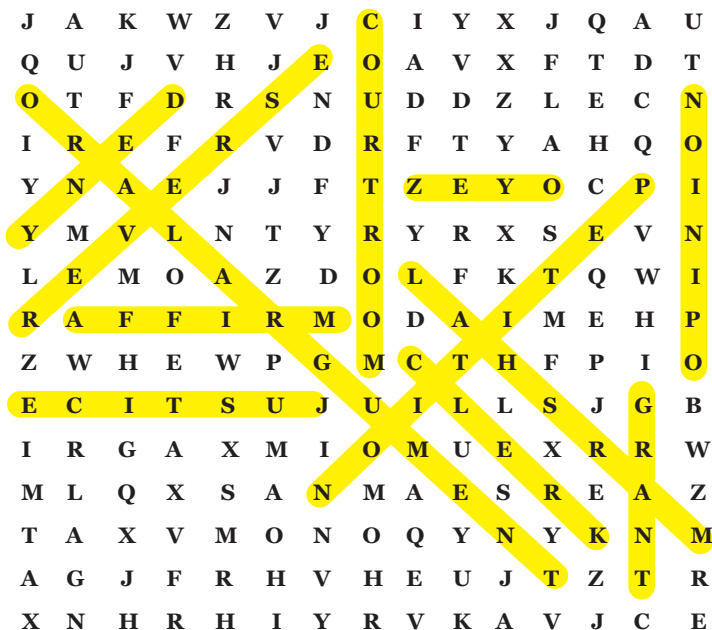 J A K W Z V J C I Y X J Q A U
Q U J V H J E O A V X F T D T
O T F D R S N U D D Z L E C N
I R E F R V D R F T Y A H Q O
Y N A E J J F T Z E Y O C P I
Y M V L N T Y R Y R X S E V N
L E M O A Z D O L F K T Q W I
R A F F I R M O D A I M E H P
Z W H E W P G M C T H F P I O
E C I T S U J U I L L S J G B
I R G A X M I O M U E X R R W
M L Q X S A N M A E S R E A Z
T A X V M O N O Q Y N Y K N M
A G J F R H V H E U J T Z T R
X N H R H I Y R V K A V J C E